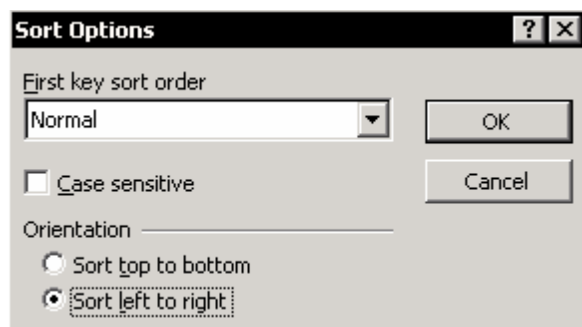 Sort Options
First key sort order
Normal
OK
Case sensitive
Cancel
Orientation
Sort top to bottom
Sort left to right